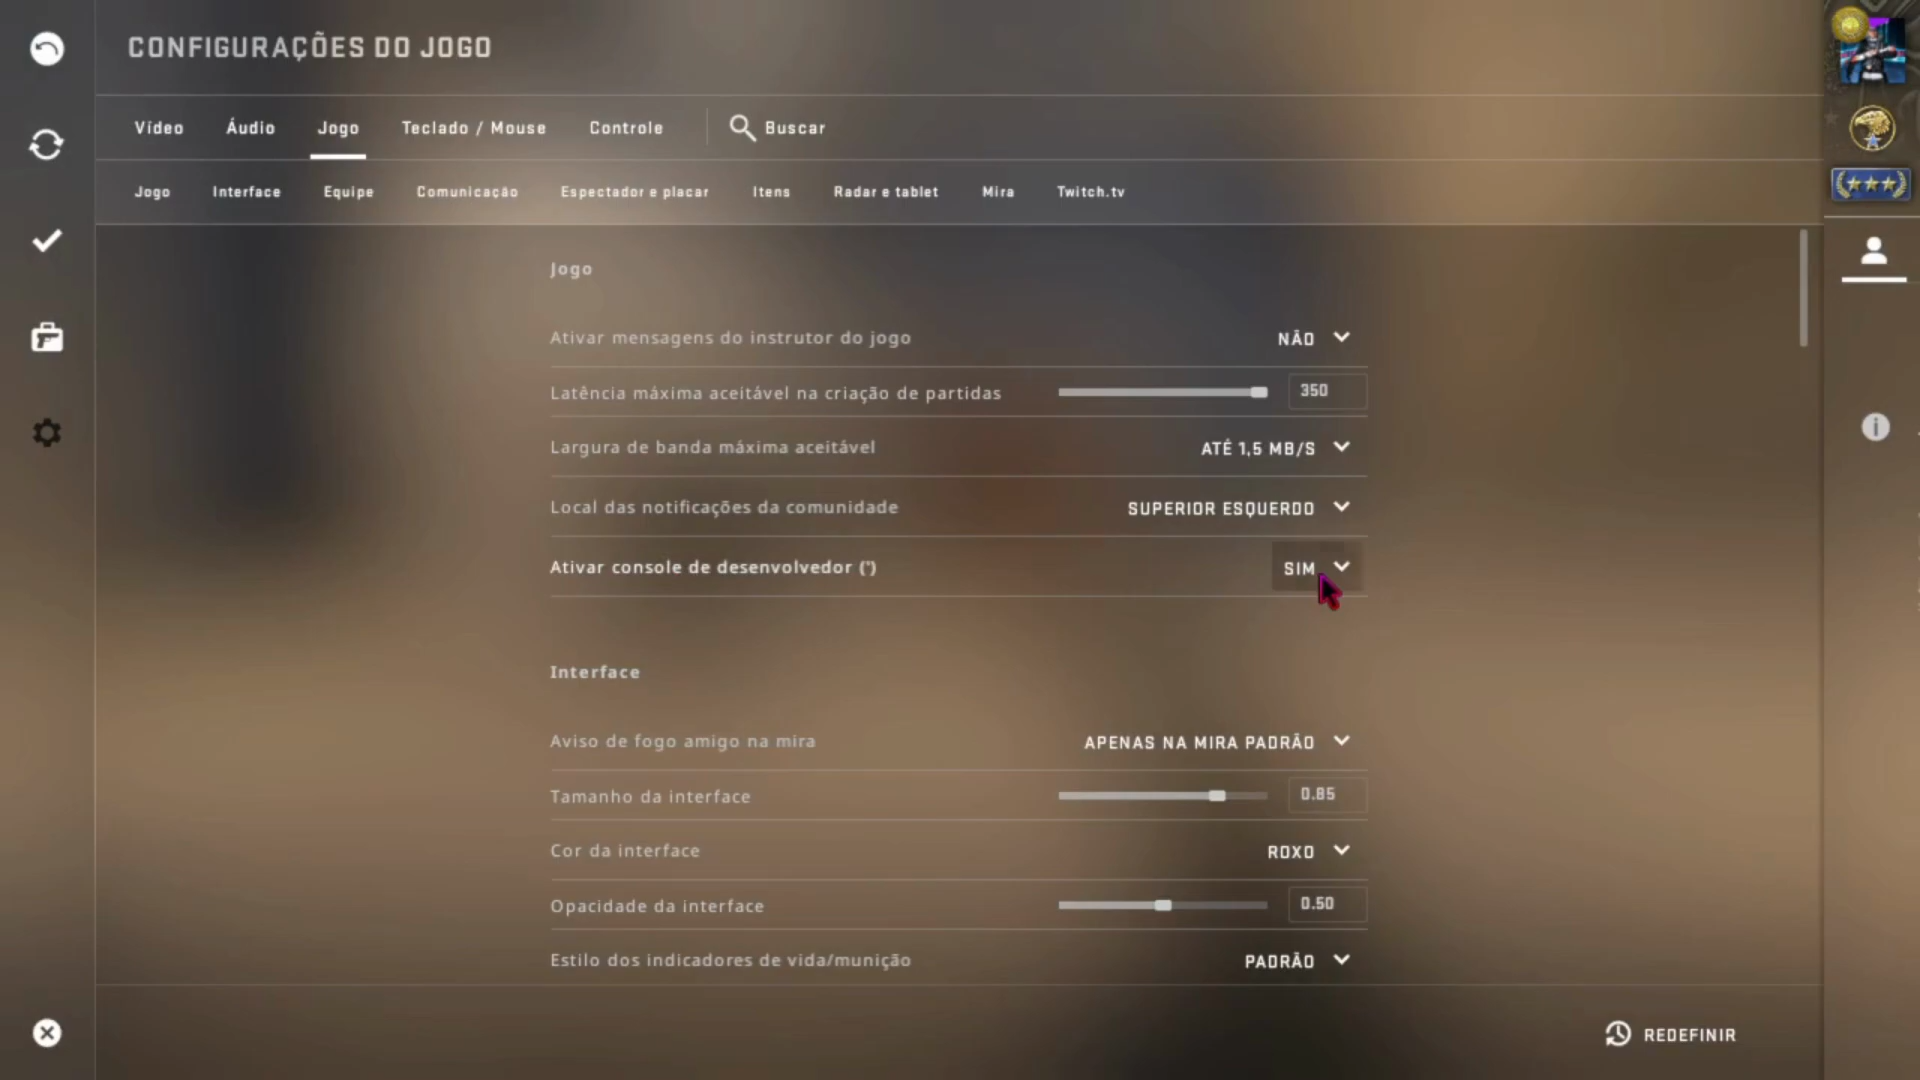 CONFIGURAÇÕES DO JOGO
Vídeo Áudio Jogo Teclado / Mouse Controle Buscar
Jogo Interface Equipe Comunicação Espectador e placar Itens Radar e tablet Mira Twitch.tv
Jogo
Ativar mensagens do instrutor do jogo NÃO
Latência máxima aceitável na criação de partidas 350
Largura de banda máxima aceitável ATÉ 1,5 MB/S
Local das notificações da comunidade SUPERIOR ESQUERDO
Ativar console de desenvolvedor (') SIM
Interface
Aviso de fogo amigo na mira APENAS NA MIRA PADRÃO
Tamanho da interface 0.85
Cor da interface ROXO
Opacidade da interface 0.50
Estilo dos indicadores de vida/munição PADRÃO
REDEFINIR